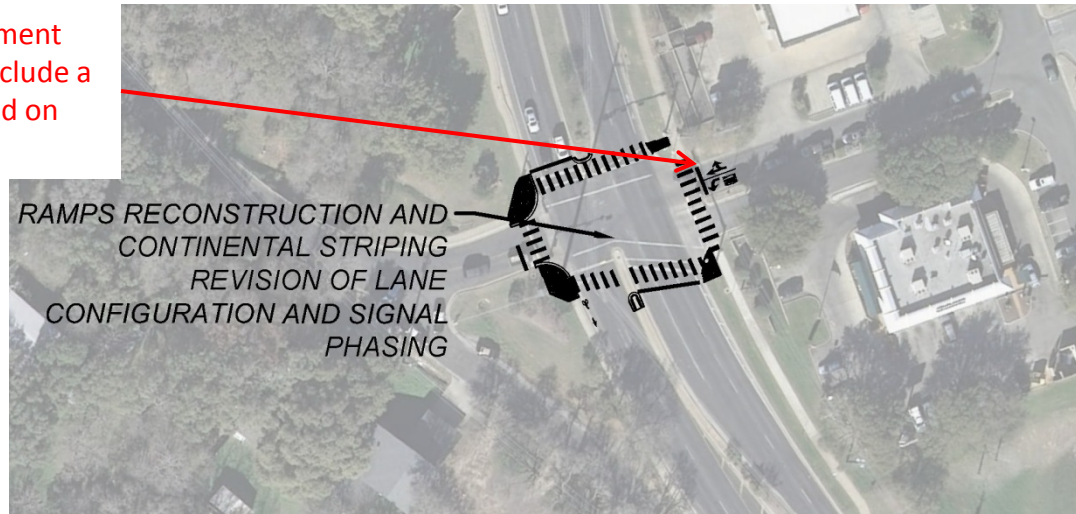 ment
clude a
d on
RAMPS RECONSTRUCTION AND
CONTINENTAL STRIPING
REVISION OF LANE
CONFIGURATION AND SIGNAL
PHASING